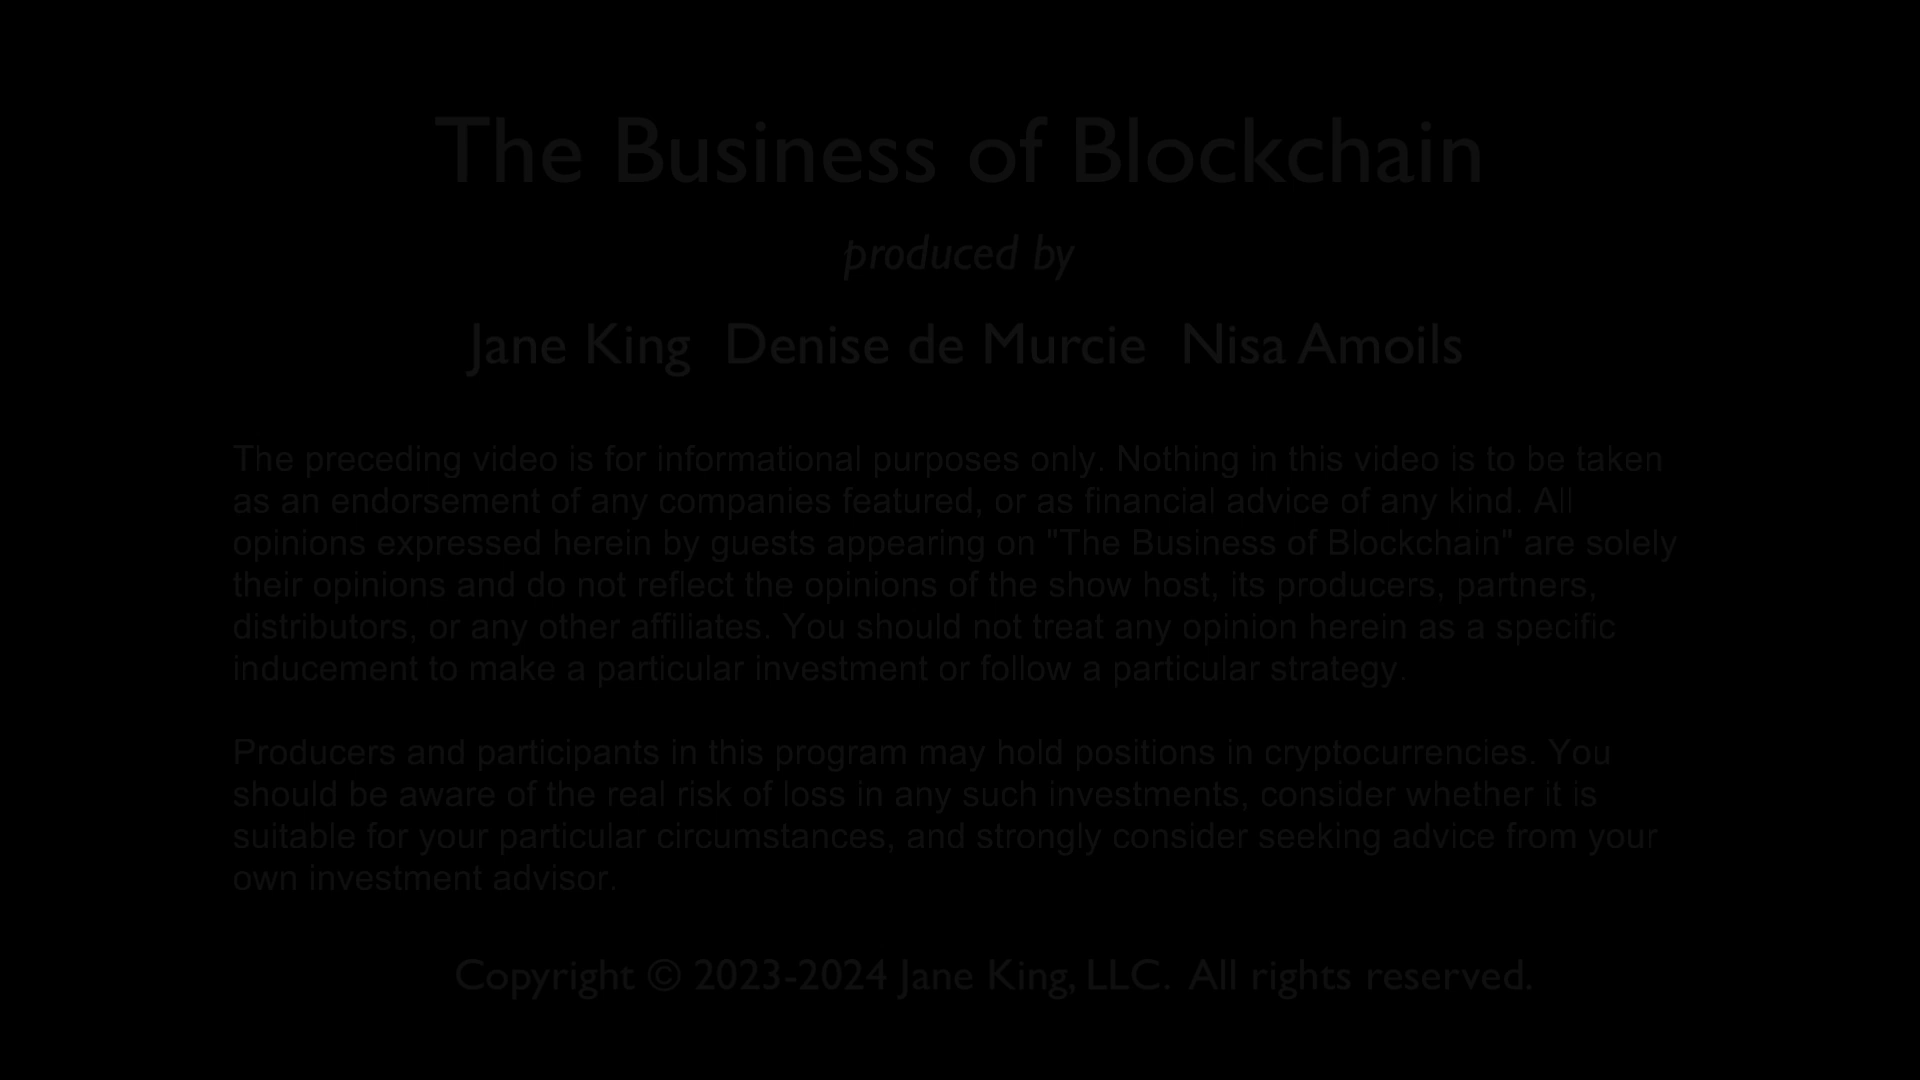 The Business of Blockchain
produced by
Jane King  Denise de Murcie  Nisa Amoils
The preceding video is for informational purposes only. Nothing in this video is to be taken
as an endorsement of any companies featured, or as financial advice of any kind. All
opinions expressed herein by guests appearing on "The Business of Blockchain" are solely
their opinions and do not reflect the opinions of the show host, its producers, partners,
distributors, or any other affiliates. You should not treat any opinion herein as a specific
inducement to make a particular investment or follow a particular strategy.
Producers and participants in this program may hold positions in cryptocurrencies. You
should be aware of the real risk of loss in any such investments, consider whether it is
suitable for your particular circumstances, and strongly consider seeking advice from your
own investment advisor.
Copyright © 2023-2024 Jane King, LLC.  All rights reserved.